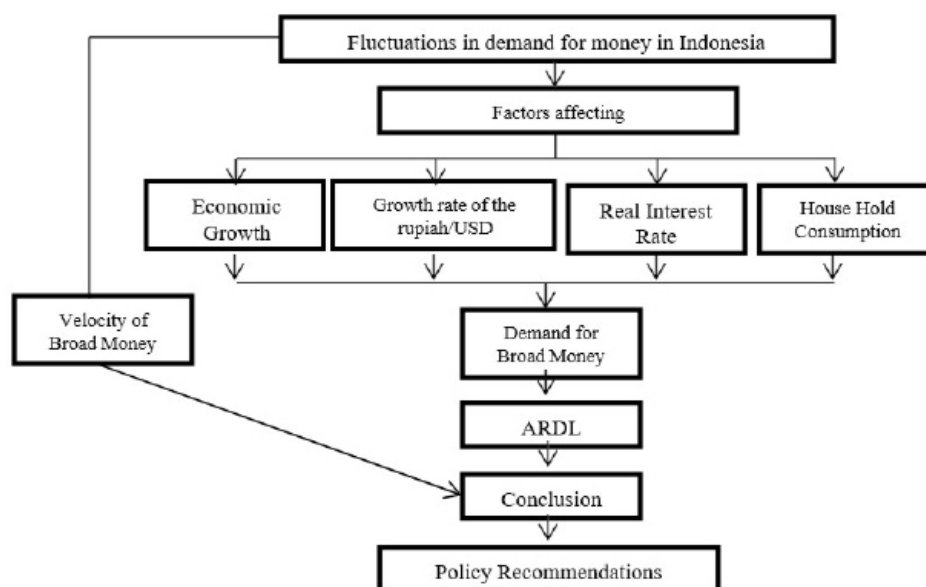 Fluctuations in demand for money in Indonesia
Factors affecting
Economic
Growth
Growth rate of the
rupiah/USD
Real Interest
Rate
House Hold
Consumption
Velocity of
Broad Money
Demand for
Broad Money
ARDL
Conclusion
Policy Recommendations